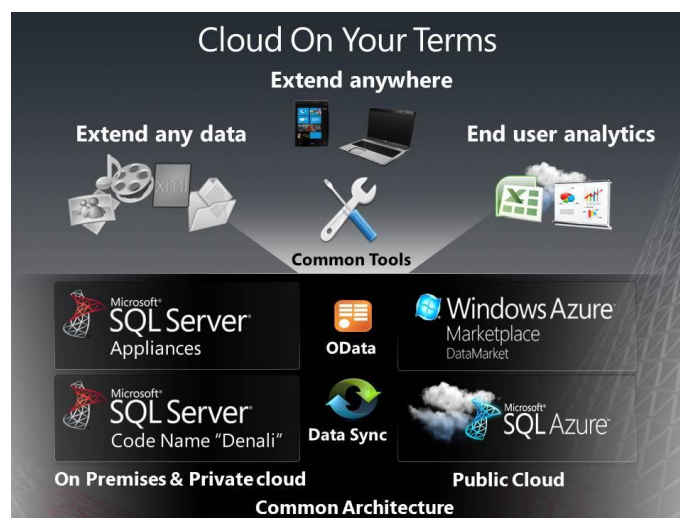 Cloud On Your Terms
Extend anywhere
Extend any data
End user analytics
xml
Common Tools
Microsoft®
SQL Server®
Appliances
OData
Windows Azure™
Marketplace
DataMarket
Microsoft®
SQL Server®
Code Name "Denali"
Data Sync
Microsoft®
SQL Azure™
On Premises & Private cloud
Public Cloud
Common Architecture